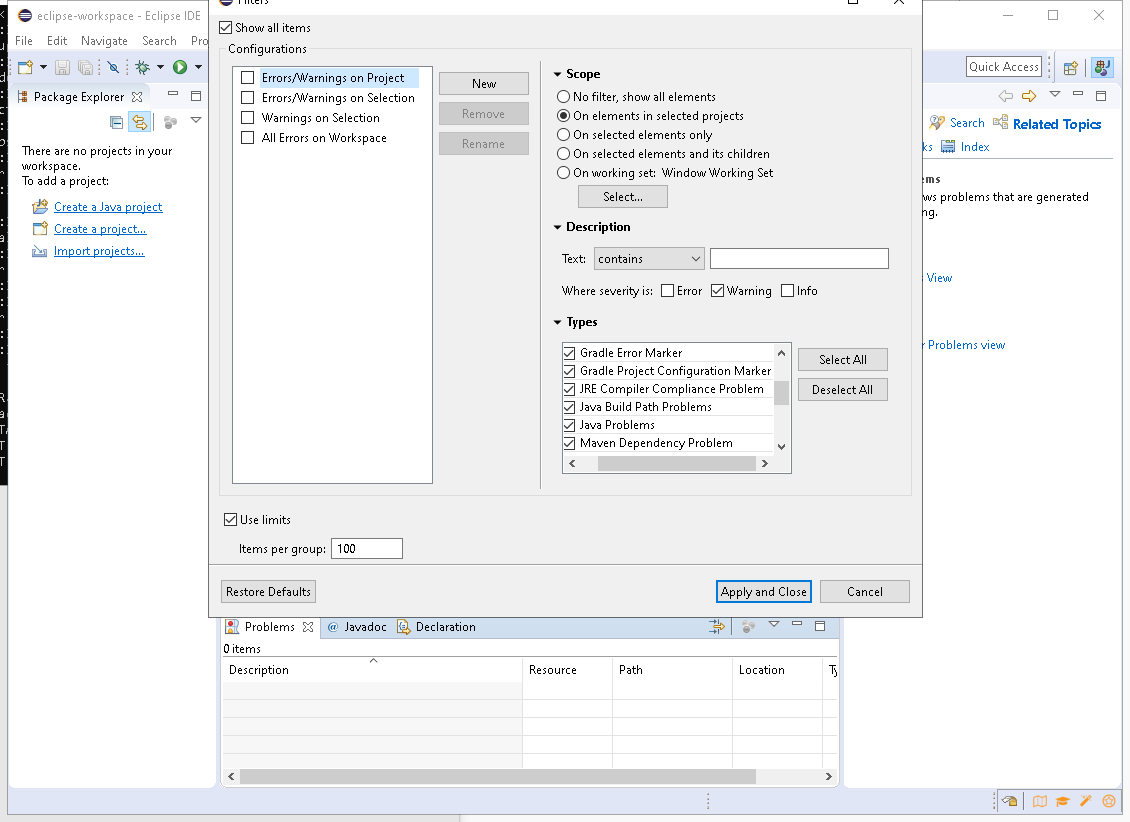 eclipse-workspace - Eclipse IDE
Filters
File Edit Navigate Search Pro
Quick Access
Package Explorer
There are no projects in your
workspace.
To add a project:
Create a Java project
Create a project...
Import projects...
Show all items
Configurations
Errors/Warnings on Project
Errors/Warnings on Selection
Warnings on Selection
All Errors on Workspace
New
Remove
Rename
Scope
No filter, show all elements
On elements in selected projects
On selected elements only
On selected elements and its children
On working set: Window Working Set
Select...
Description
Text: contains
Where severity is: Error Warning Info
Types
Gradle Error Marker
Gradle Project Configuration Marker
JRE Compiler Compliance Problem
Java Build Path Problems
Java Problems
Maven Dependency Problem
Select All
Deselect All
Use limits
Items per group: 100
Restore Defaults
Apply and Close
Cancel
Search Related Topics
ks Index
ems
ws problems that are generated
ng.
View
r Problems view
Problems @ Javadoc Declaration
0 items
Description Resource Path Location Ty